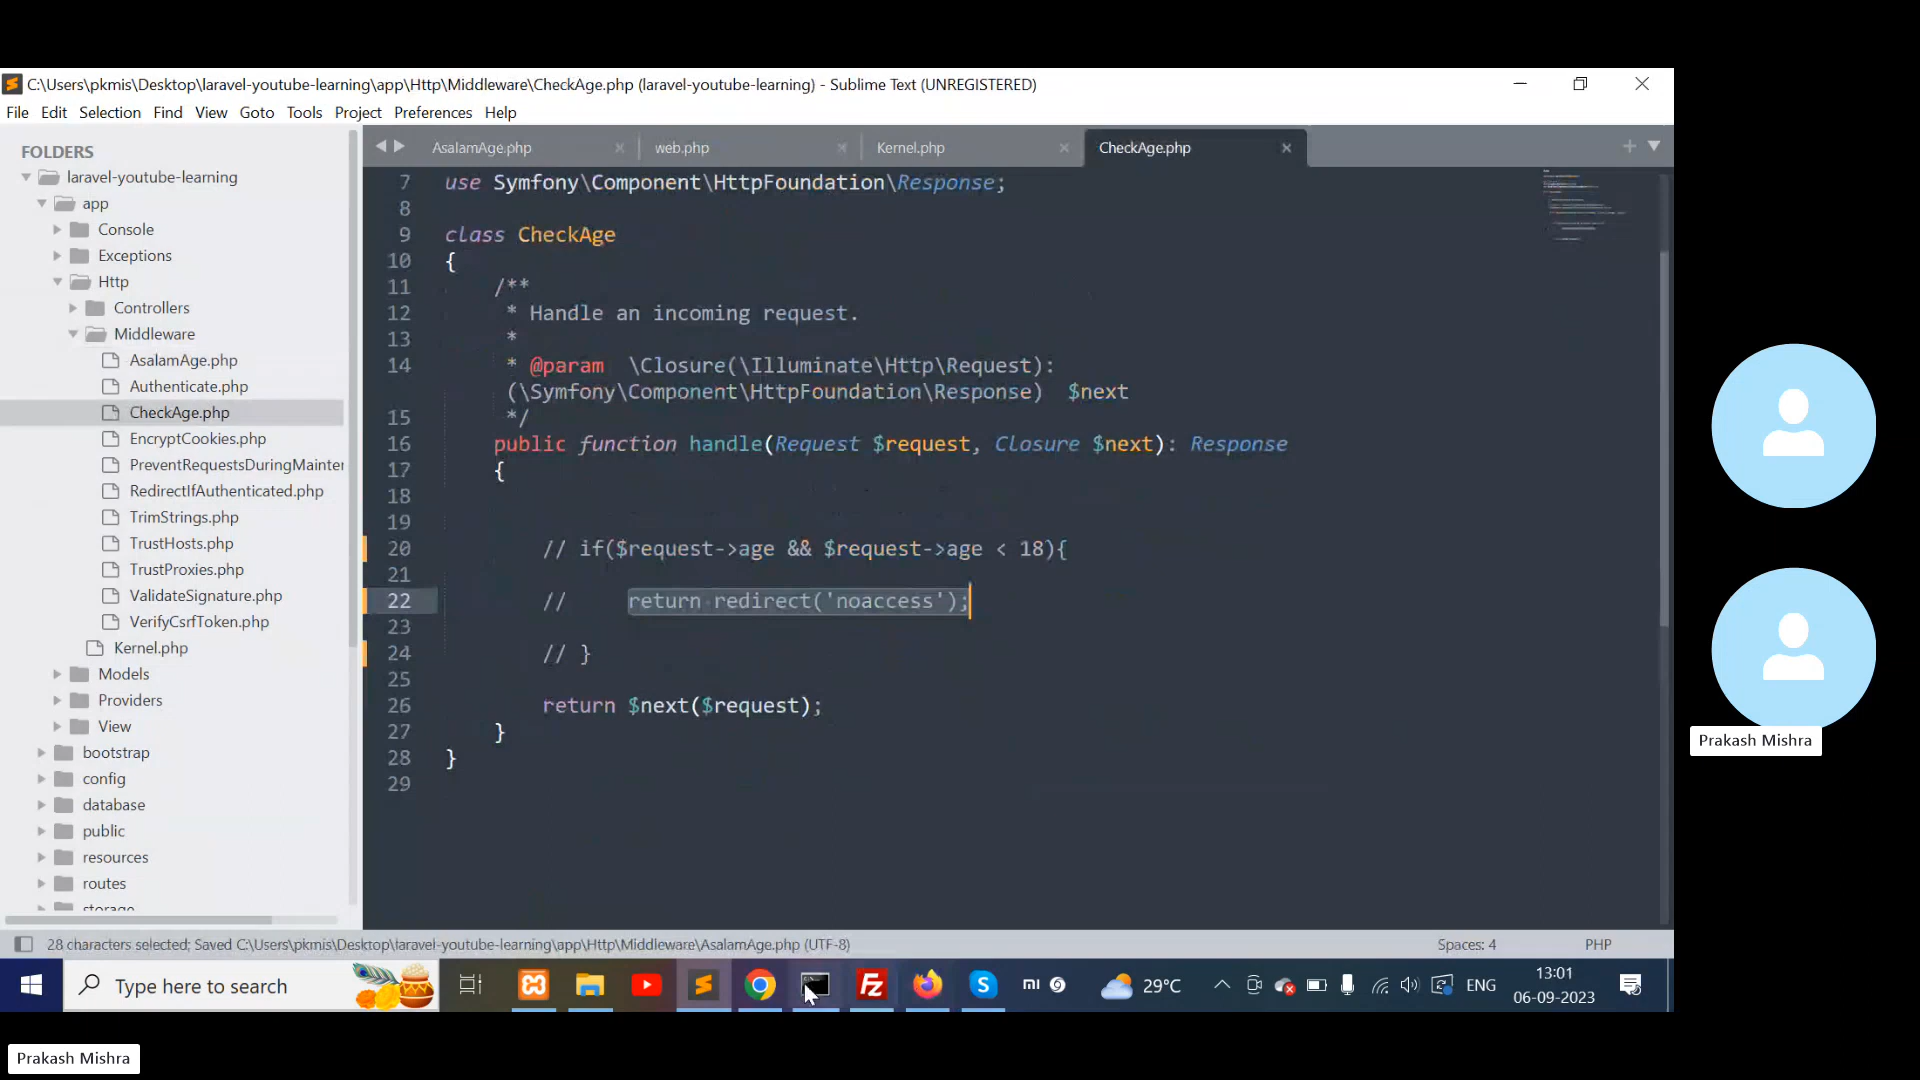 C:\Users\pkmis\Desktop\laravel-youtube-learning\app\Http\Middleware\CheckAge.php (laravel-youtube-learning) - Sublime Text (UNREGISTERED)
File Edit Selection Find View Goto Tools Project Preferences Help
FOLDERS
laravel-youtube-learning
app
Console
Exceptions
Http
Controllers
Middleware
AsalamAge.php
Authenticate.php
CheckAge.php
EncryptCookies.php
PreventRequestsDuringMainter
RedirectIfAuthenticated.php
TrimStrings.php
TrustHosts.php
TrustProxies.php
ValidateSignature.php
VerifyCsrfToken.php
Kernel.php
Models
Providers
View
bootstrap
config
database
public
resources
routes
storage
AsalamAge.php web.php Kernel.php CheckAge.php
7 use Symfony\Component\HttpFoundation\Response;
8
9 class CheckAge
10 {
11 /**
12 * Handle an incoming request.
13 *
14 * @param \Closure(\Illuminate\Http\Request):
(\Symfony\Component\HttpFoundation\Response) $next
15 */
16 public function handle(Request $request, Closure $next): Response
17 {
18
19
20 // if($request->age && $request->age < 18){
21
22 // return redirect('noaccess');
23
24 // }
25
26 return $next($request);
27 }
28 }
29
28 characters selected; Saved C:\Users\pkmis\Desktop\laravel-youtube-learning\app\Http\Middleware\AsalamAge.php (UTF-8) Spaces: 4 PHP
Type here to search
mi
29°C
ENG
13:01
06-09-2023
Prakash Mishra
Prakash Mishra